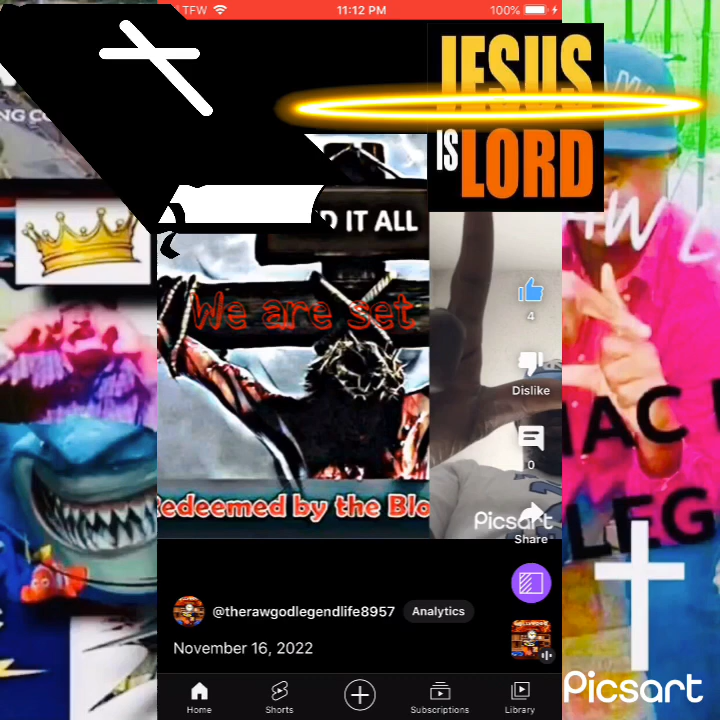 TFW
11:12 PM
100%
JESUS
IS
LORD
D IT ALL
We are set
4
Dislike
0
Redeemed by the Blo
Picsart
Share
@therawgodlegendlife8957
Analytics
November 16, 2022
Home
Shorts
Subscriptions
Library
Picsart